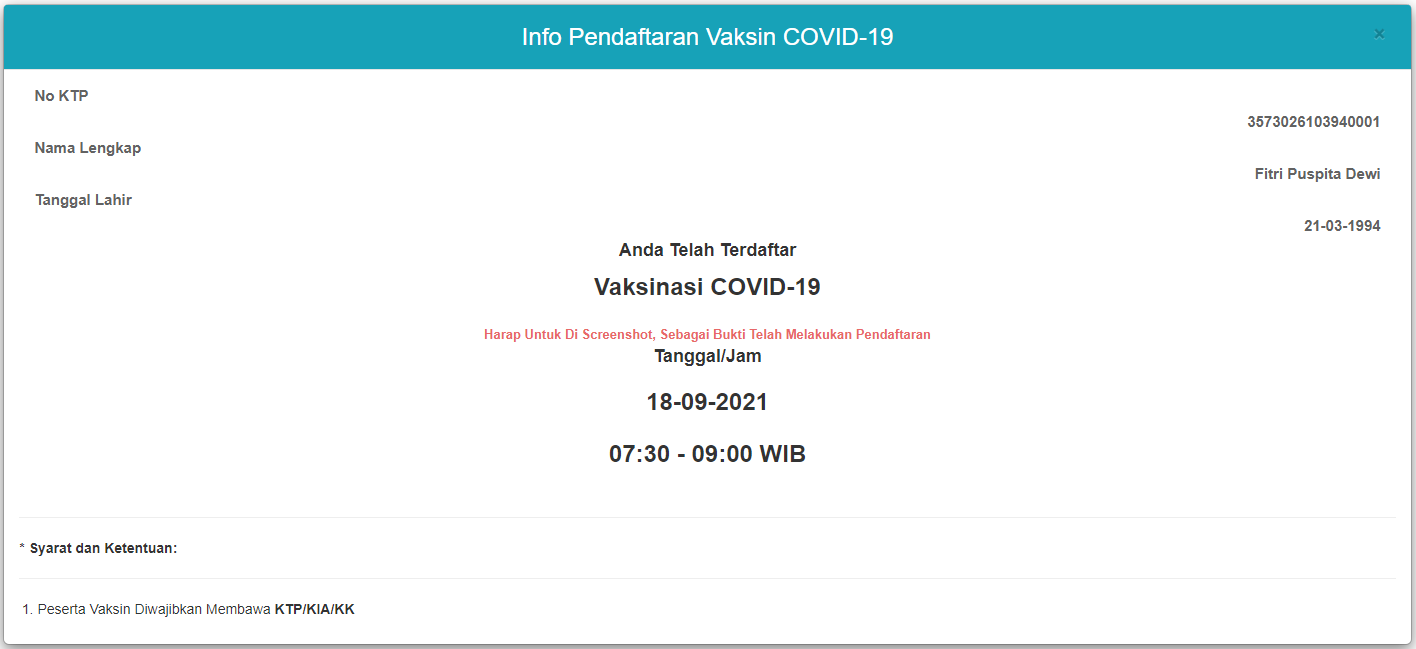 Info Pendaftaran Vaksin COVID-19
×
No KTP
3573026103940001
Nama Lengkap
Fitri Puspita Dewi
Tanggal Lahir
21-03-1994
Anda Telah Terdaftar
Vaksinasi COVID-19
Harap Untuk Di Screenshot, Sebagai Bukti Telah Melakukan Pendaftaran
Tanggal/Jam
18-09-2021
07:30 - 09:00 WIB
* Syarat dan Ketentuan:
1. Peserta Vaksin Diwajibkan Membawa KTP/KIA/KK